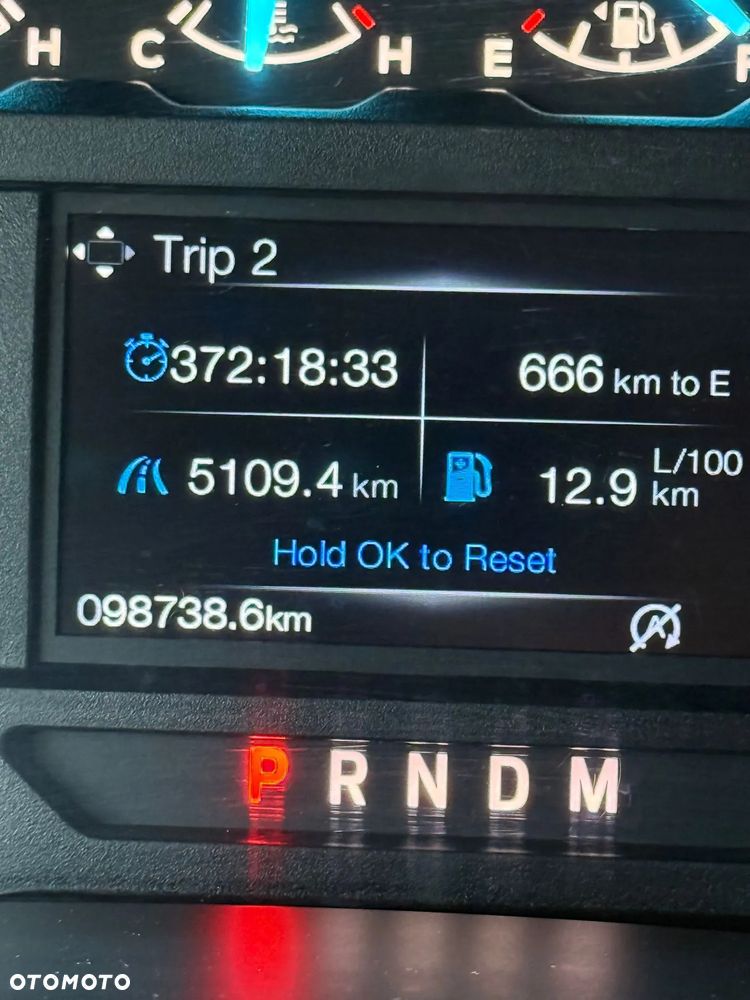 H C H E F
Trip 2
372:18:33 666 km to E
5109.4 km 12.9 L/100 km
Hold OK to Reset
098738.6km
P R N D M
OTOMOTO